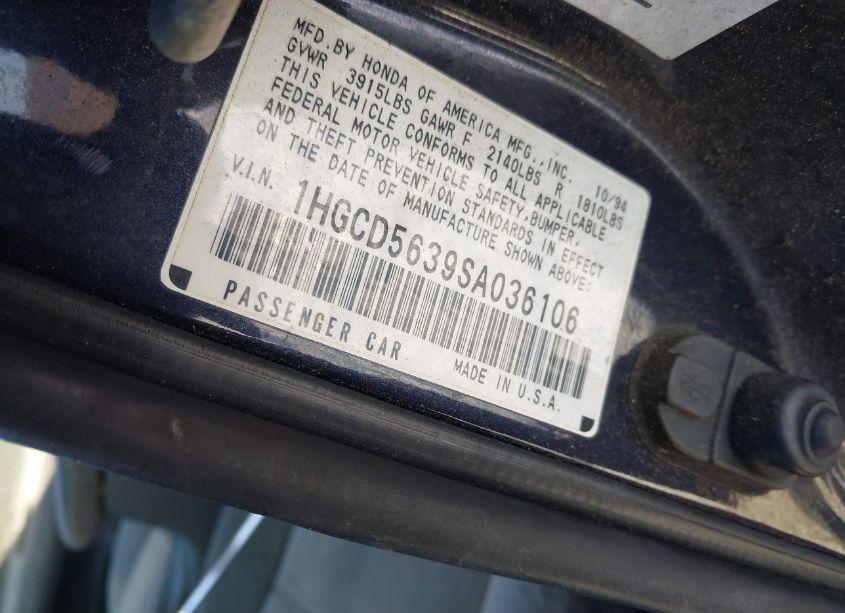 MFD.BY HONDA OF AMERICA MFG.,INC. 10/94
GVWR 3915LBS GAWR F 2140LBS R 1810LBS
THIS VEHICLE CONFORMS TO ALL APPLICABLE
FEDERAL MOTOR VEHICLE SAFETY,BUMPER,
AND THEFT PREVENTION STANDARDS IN EFFECT
ON THE DATE OF MANUFACTURE SHOWN ABOVE:
V.I.N. 1HGCD5639SA036106
PASSENGER CAR MADE IN U.S.A.